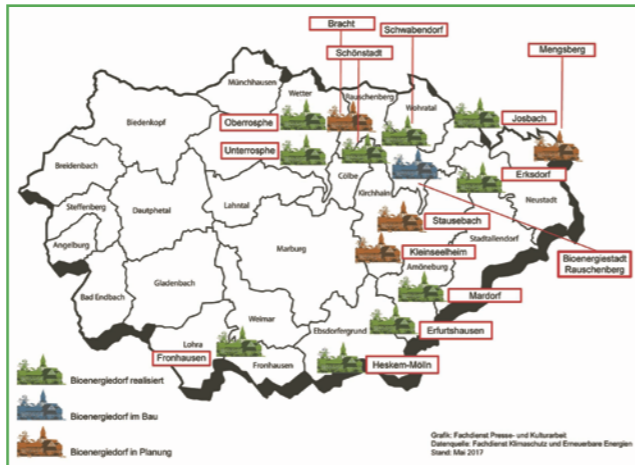 Bracht
Schwabendorf
Schönstadt
Mengsberg
Münchhausen
Wetter
Rauschenberg
Wohratal
Josbach
Oberrosphe
Biedenkopf
Unterrosphe
Erksdorf
Breidenbach
Cölbe
Kirchhain
Neustadt
Steffenberg
Dautphetal
Lahntal
Stausebach
Stadtallendorf
Angelburg
Marburg
Kleinseelheim
Bioenergiestadt
Rauschenberg
Amöneburg
Gladenbach
Bad Endbach
Mardorf
Weimar
Ebsdorfergrund
Erfurtshausen
Lohra
Fronhausen
Fronhausen
Heskem-Mölln
Bioenergiedorf realisiert
Bioenergiedorf im Bau
Bioenergiedorf in Planung
Grafik: Fachdienst Presse- und Kulturarbeit
Datenquelle: Fachdienst Klimaschutz und Erneuerbare Energien
Stand: Mai 2017